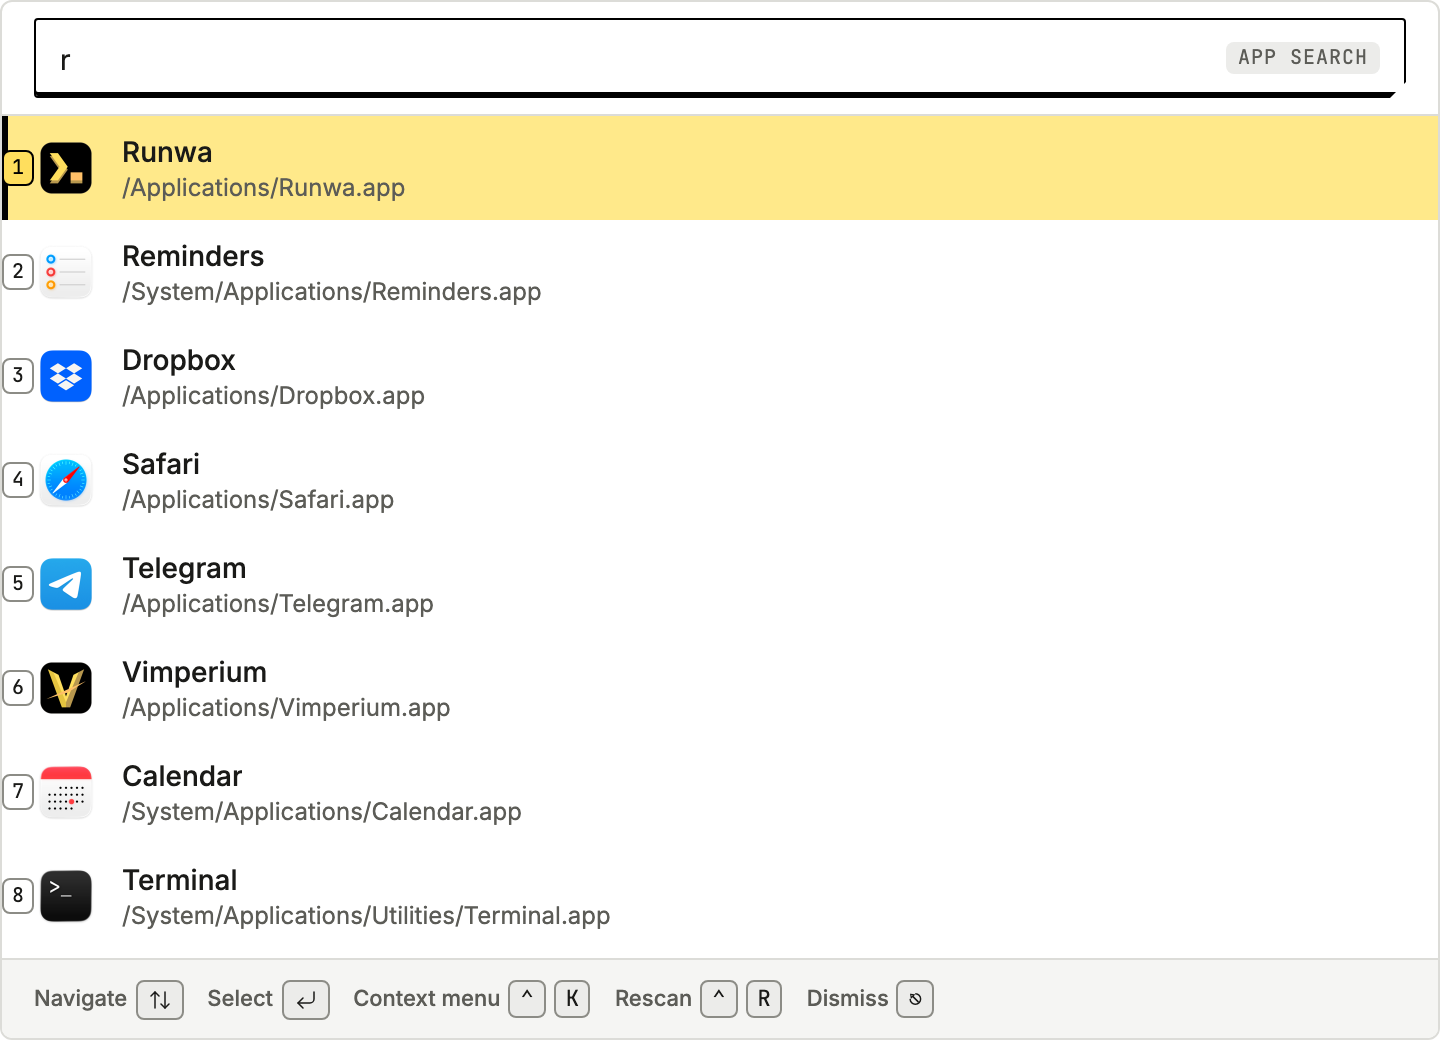 r
APP SEARCH
1
Runwa
/Applications/Runwa.app
2
Reminders
/System/Applications/Reminders.app
3
Dropbox
/Applications/Dropbox.app
4
Safari
/Applications/Safari.app
5
Telegram
/Applications/Telegram.app
6
Vimperium
/Applications/Vimperium.app
7
Calendar
/System/Applications/Calendar.app
8
>_
Terminal
/System/Applications/Utilities/Terminal.app
Navigate ↑↓ Select ↵ Context menu ^ K Rescan ^ R Dismiss ⎋